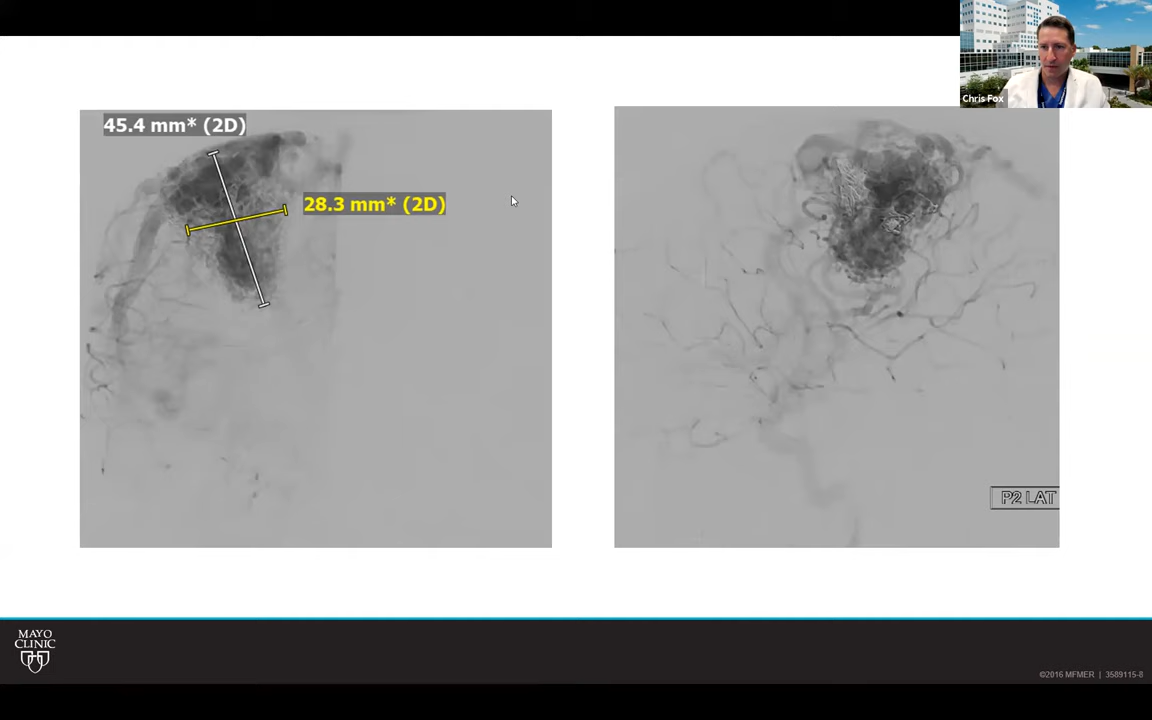 45.4 mm* (2D)
28.3 mm* (2D)
Chris Fox
P2 LAT
MAYO
CLINIC
©2016 MFMER | 3589115-8